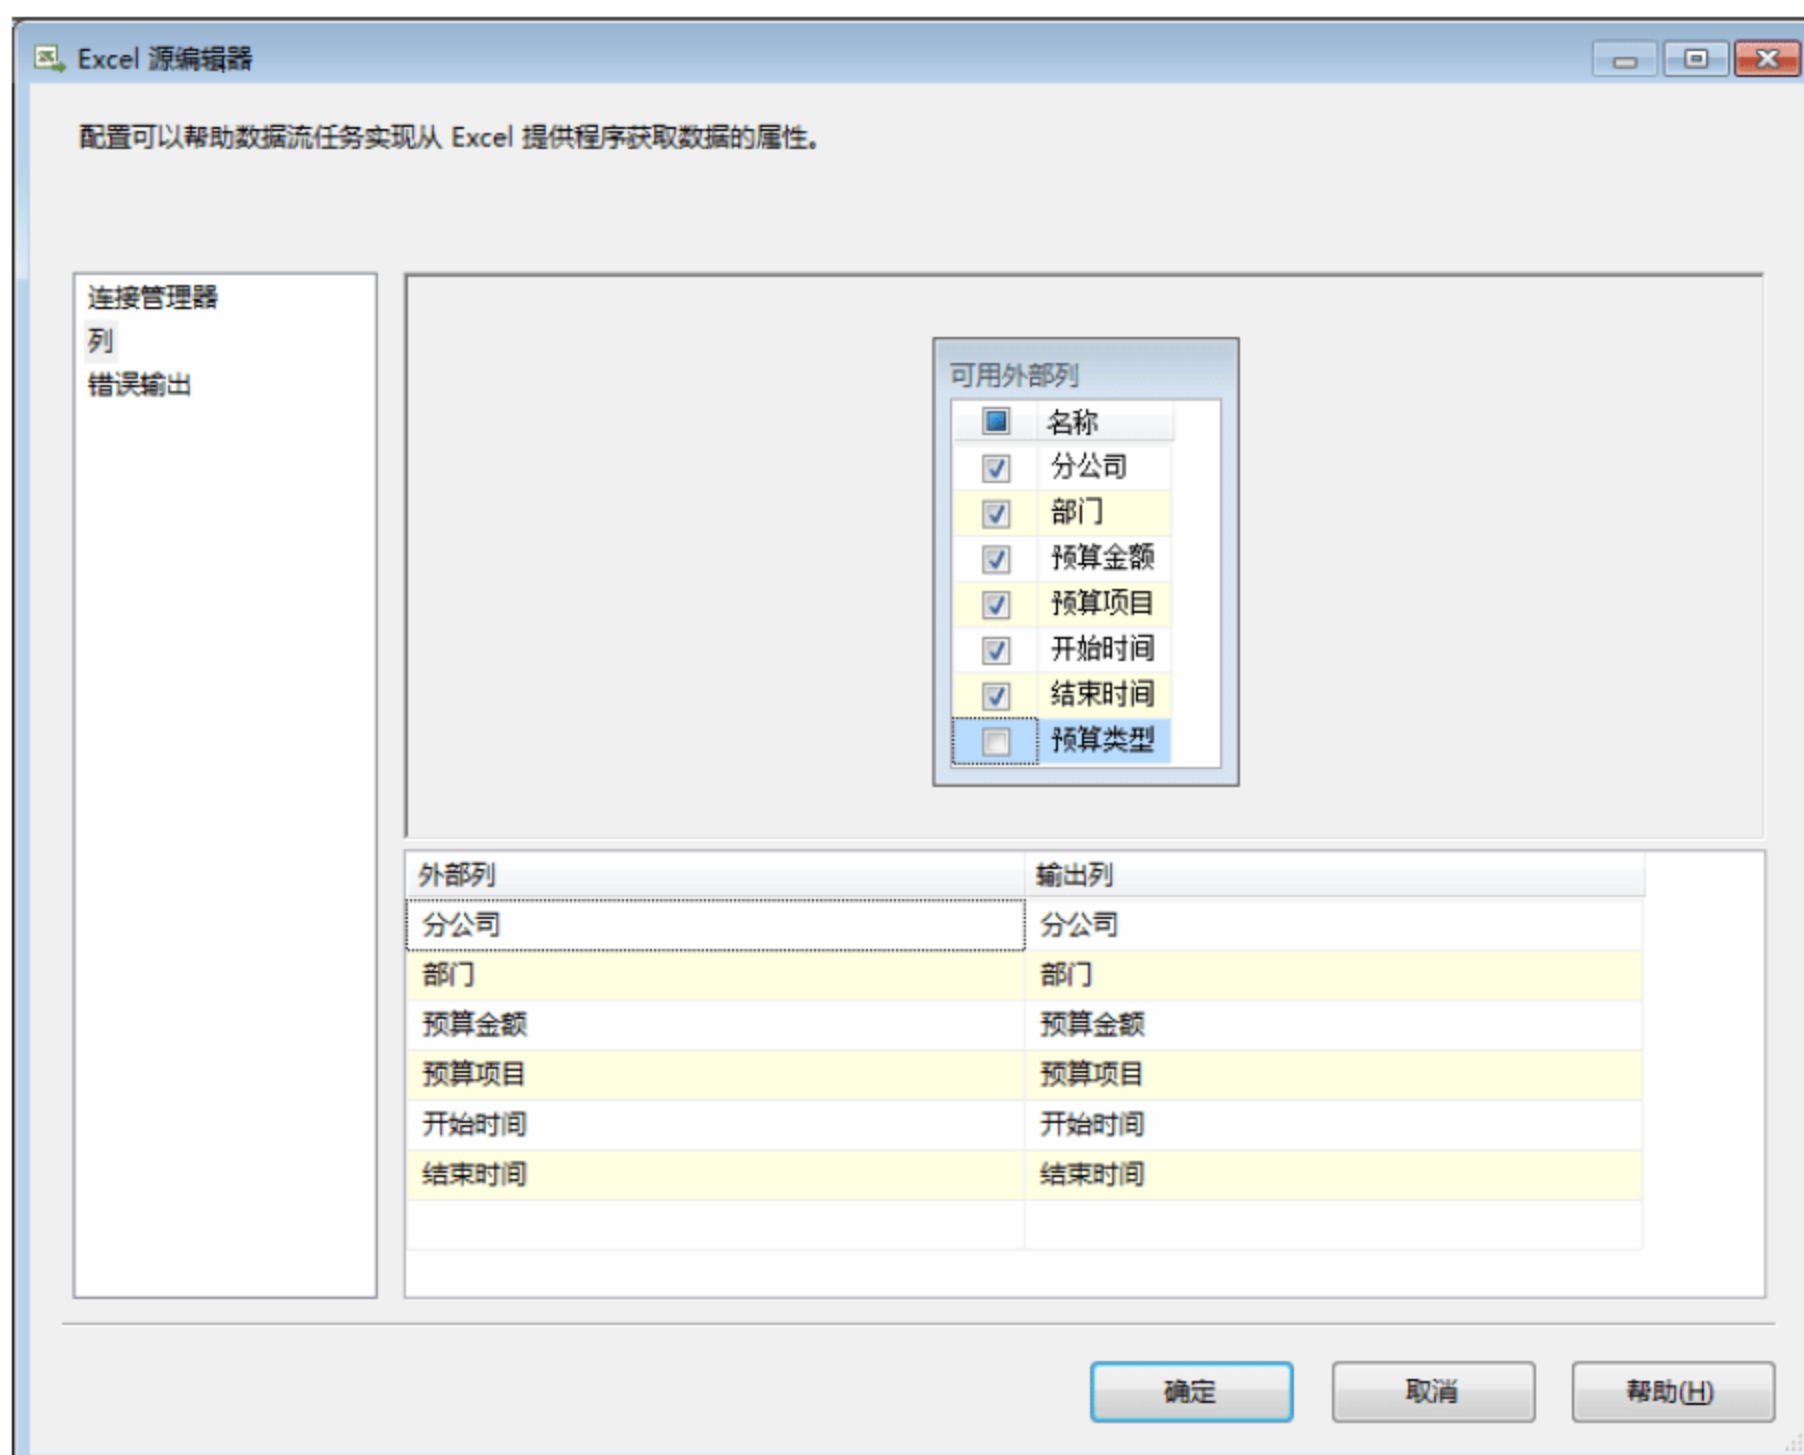 Excel 源编辑器
配置可以帮助数据流任务实现从 Excel 提供程序获取数据的属性。
连接管理器
列
错误输出
可用外部列
名称
分公司
部门
预算金额
预算项目
开始时间
结束时间
预算类型
外部列 输出列
分公司 分公司
部门 部门
预算金额 预算金额
预算项目 预算项目
开始时间 开始时间
结束时间 结束时间
确定 取消 帮助(H)